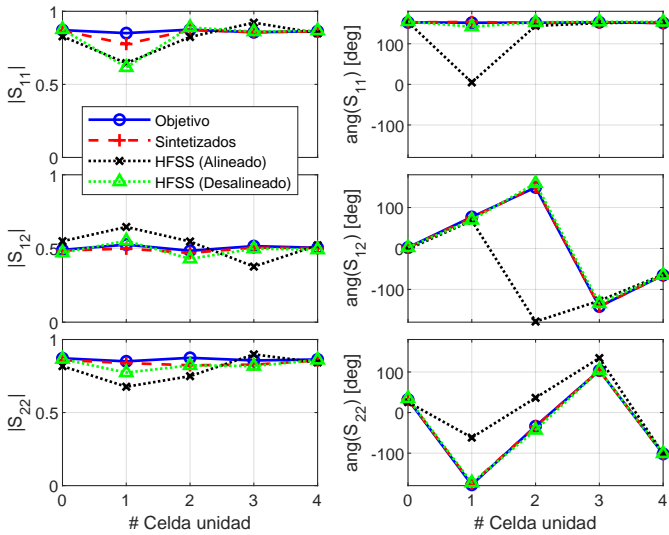 1
0.5
0
|S11|
100
0
-100
ang(S11) [deg]
Objetivo
Sintetizados
HFSS (Alineado)
HFSS (Desalineado)
1
0.5
0
|S12|
100
0
-100
ang(S12) [deg]
1
0.5
0
|S22|
0 1 2 3 4
# Celda unidad
100
0
-100
ang(S22) [deg]
0 1 2 3 4
# Celda unidad